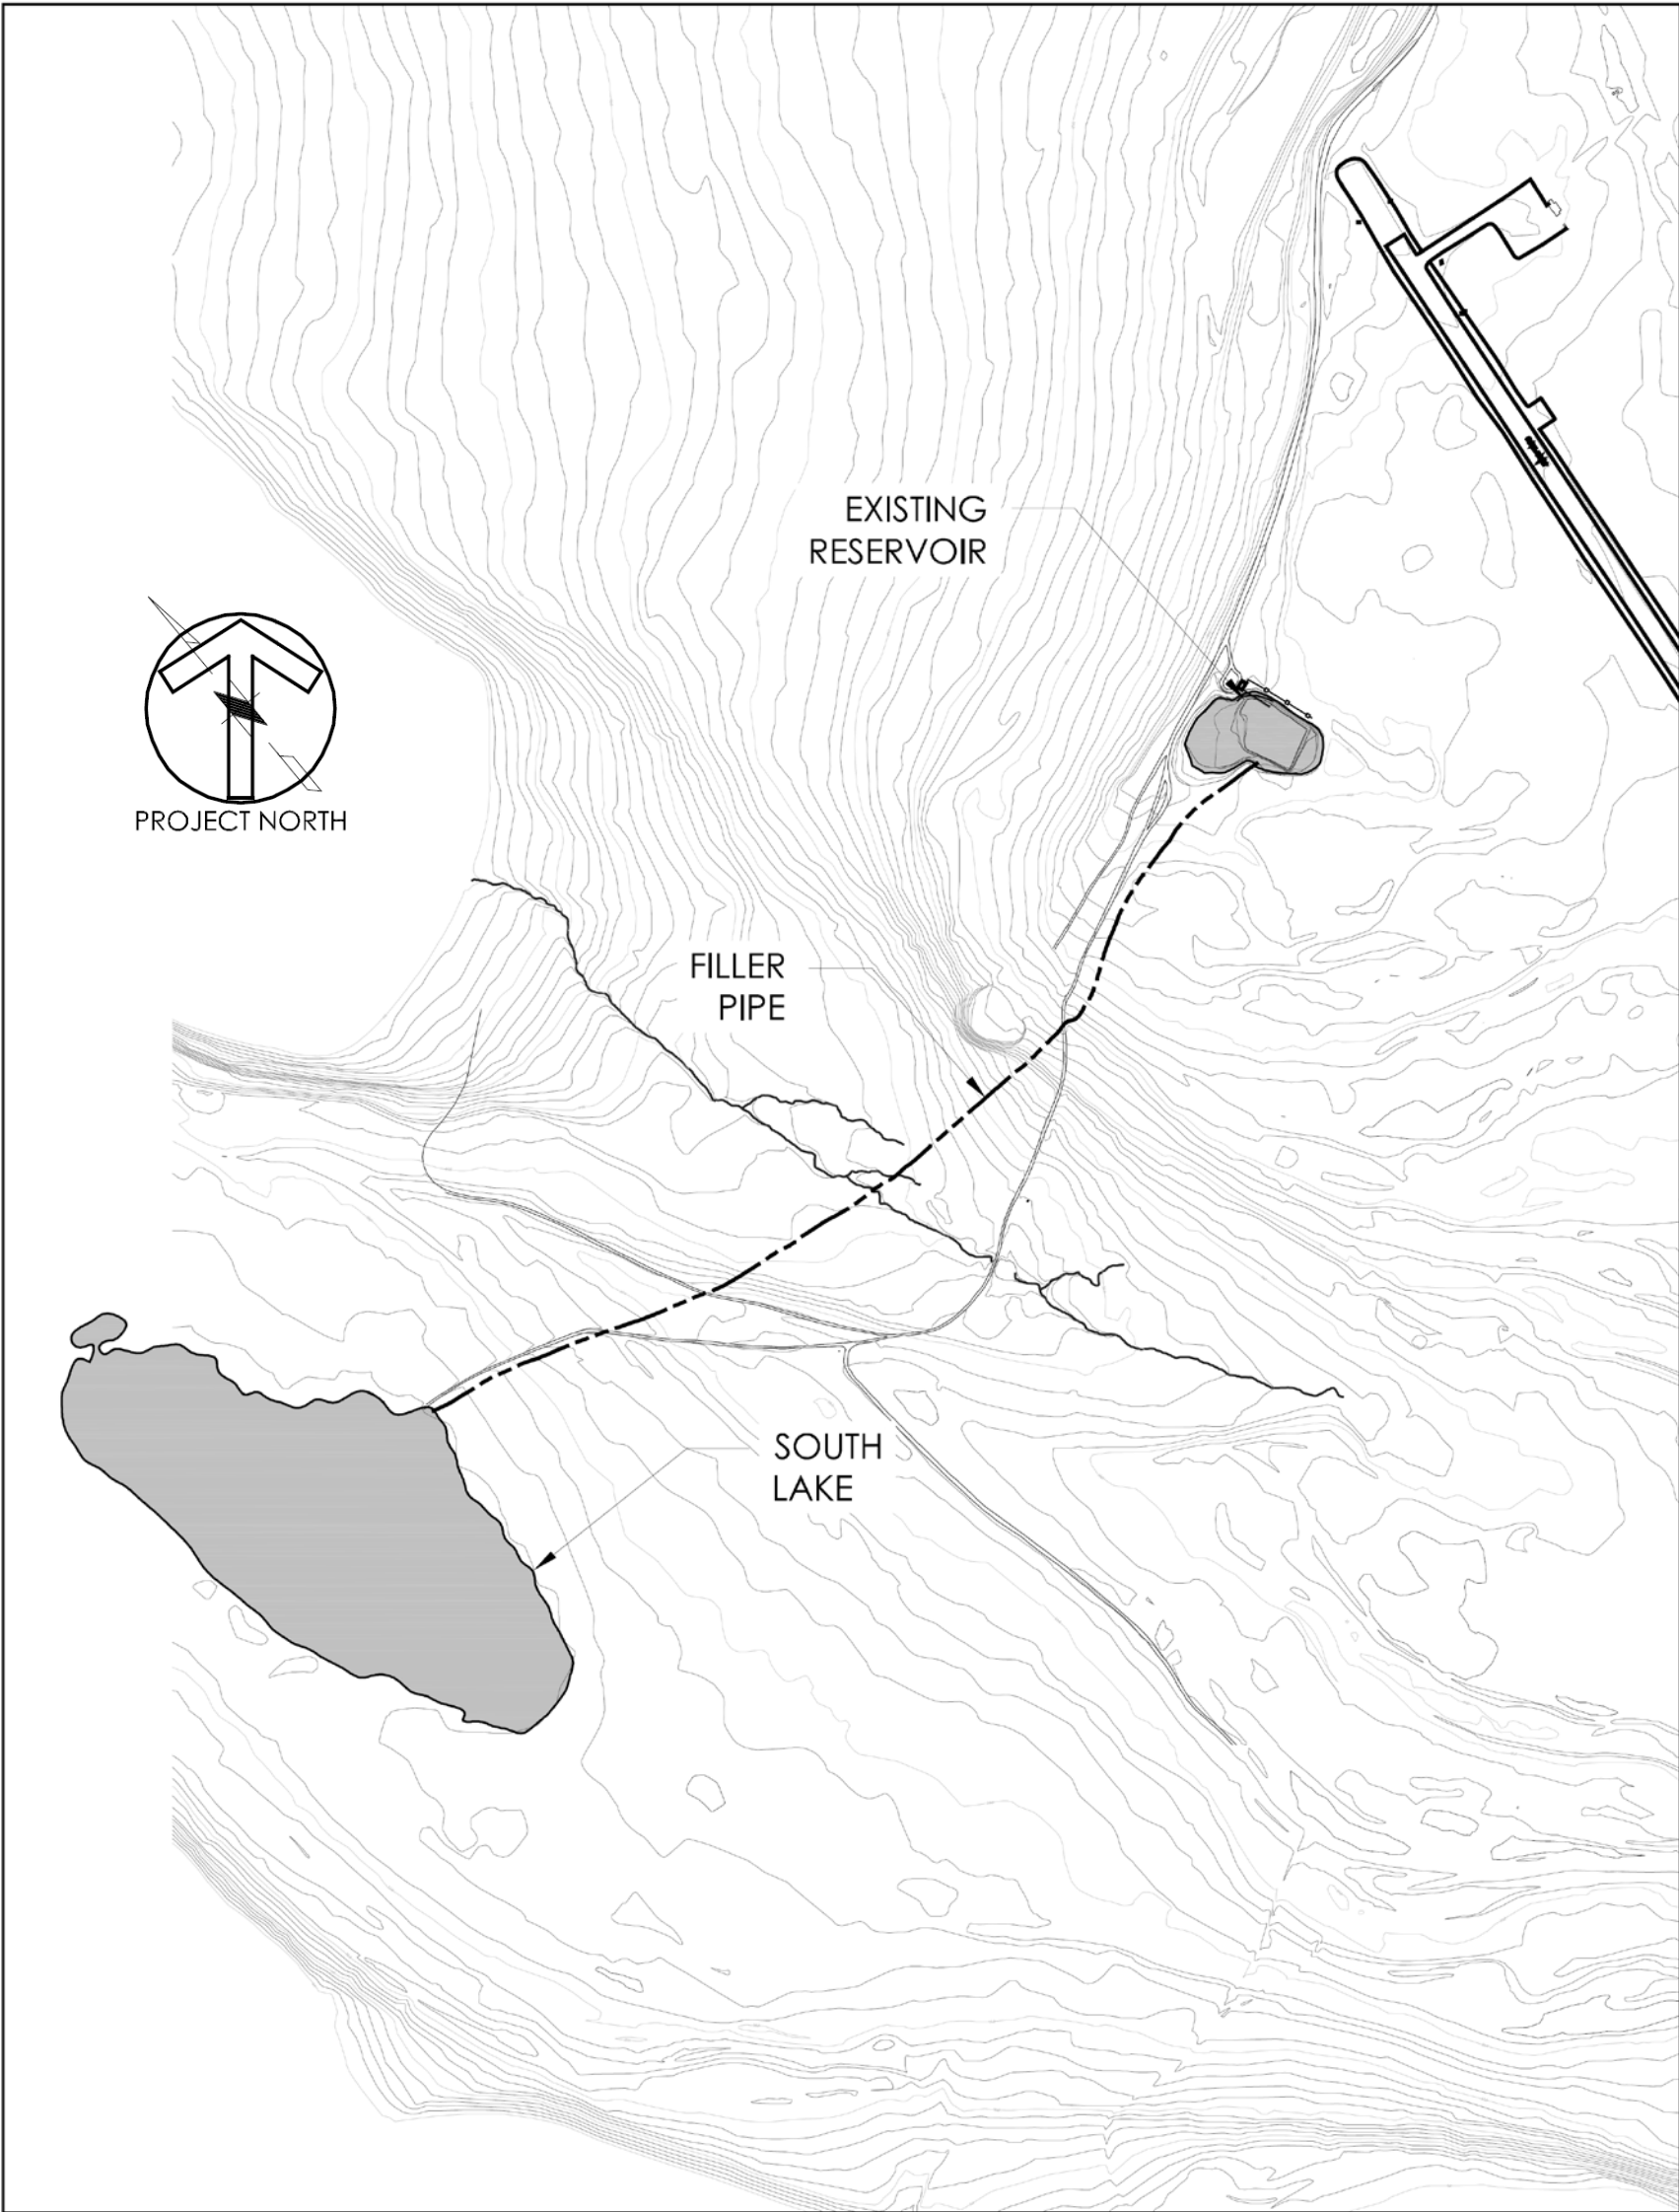 EXISTING
RESERVOIR
PROJECT NORTH
FILLER
PIPE
SOUTH
LAKE